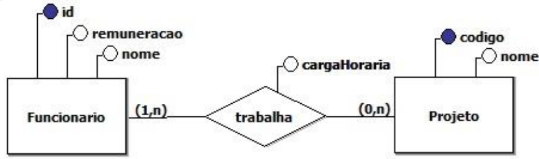 id
remuneracao
nome
cargaHoraria
codigo
nome
Funcionario
(1,n)
trabalha
(0,n)
Projeto